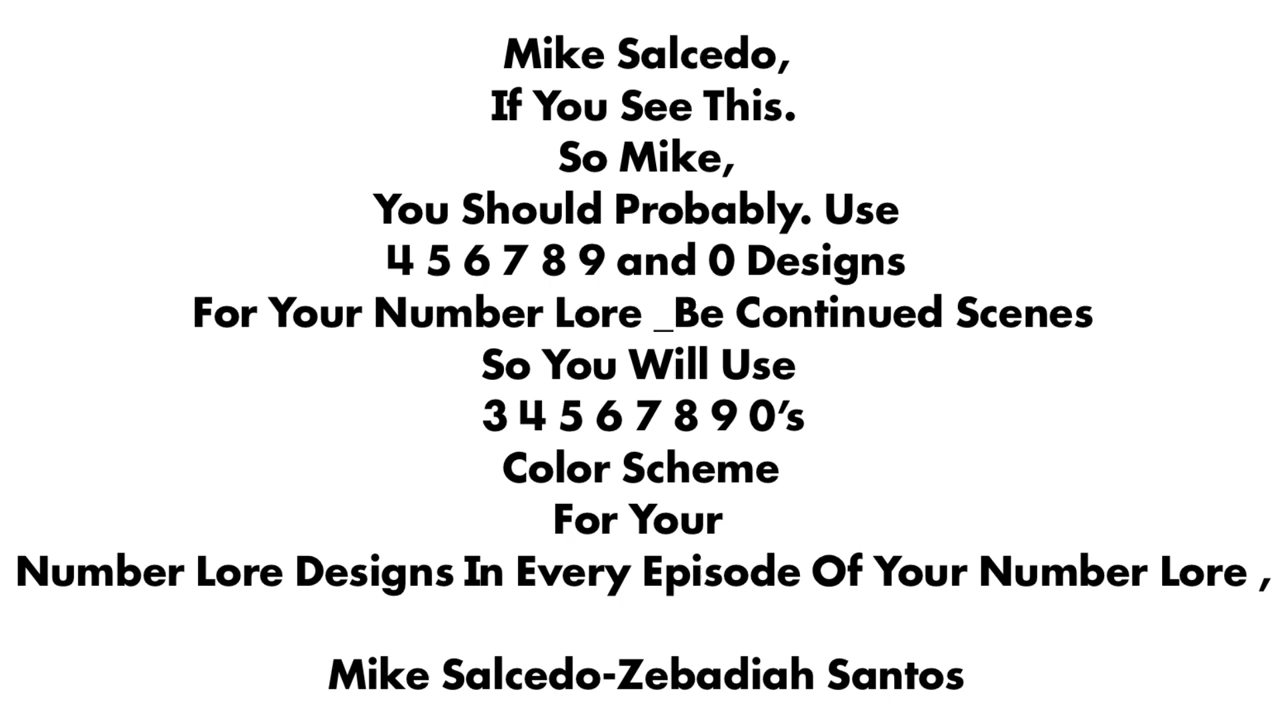 Mike Salcedo,
If You See This.
So Mike,
You Should Probably. Use
4 5 6 7 8 9 and 0 Designs
For Your Number Lore _Be Continued Scenes
So You Will Use
3 4 5 6 7 8 9 0’s
Color Scheme
For Your
Number Lore Designs In Every Episode Of Your Number Lore ,
Mike Salcedo-Zebadiah Santos